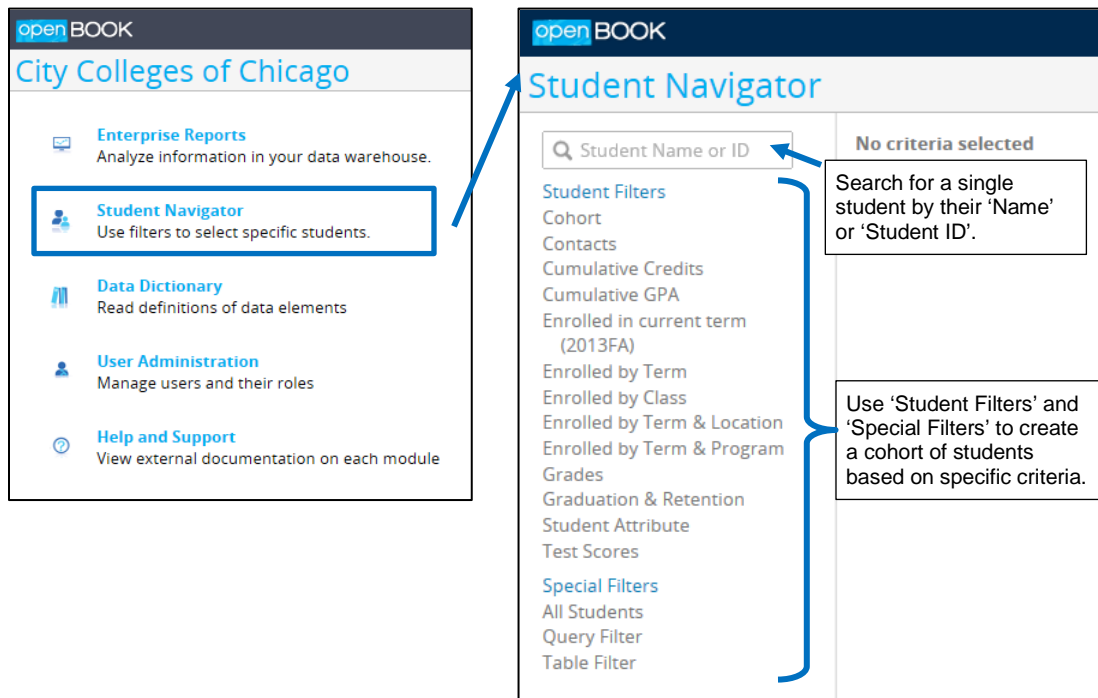 open BOOK
City Colleges of Chicago
Enterprise Reports
Analyze information in your data warehouse.
Student Navigator
Use filters to select specific students.
Data Dictionary
Read definitions of data elements
User Administration
Manage users and their roles
Help and Support
View external documentation on each module
open BOOK
Student Navigator
Student Name or ID
Student Filters
Cohort
Contacts
Cumulative Credits
Cumulative GPA
Enrolled in current term
(2013FA)
Enrolled by Term
Enrolled by Class
Enrolled by Term & Location
Enrolled by Term & Program
Grades
Graduation & Retention
Student Attribute
Test Scores
Special Filters
All Students
Query Filter
Table Filter
No criteria selected
Search for a single
student by their ‘Name’
or ‘Student ID’.
Use ‘Student Filters’ and
‘Special Filters’ to create
a cohort of students
based on specific criteria.